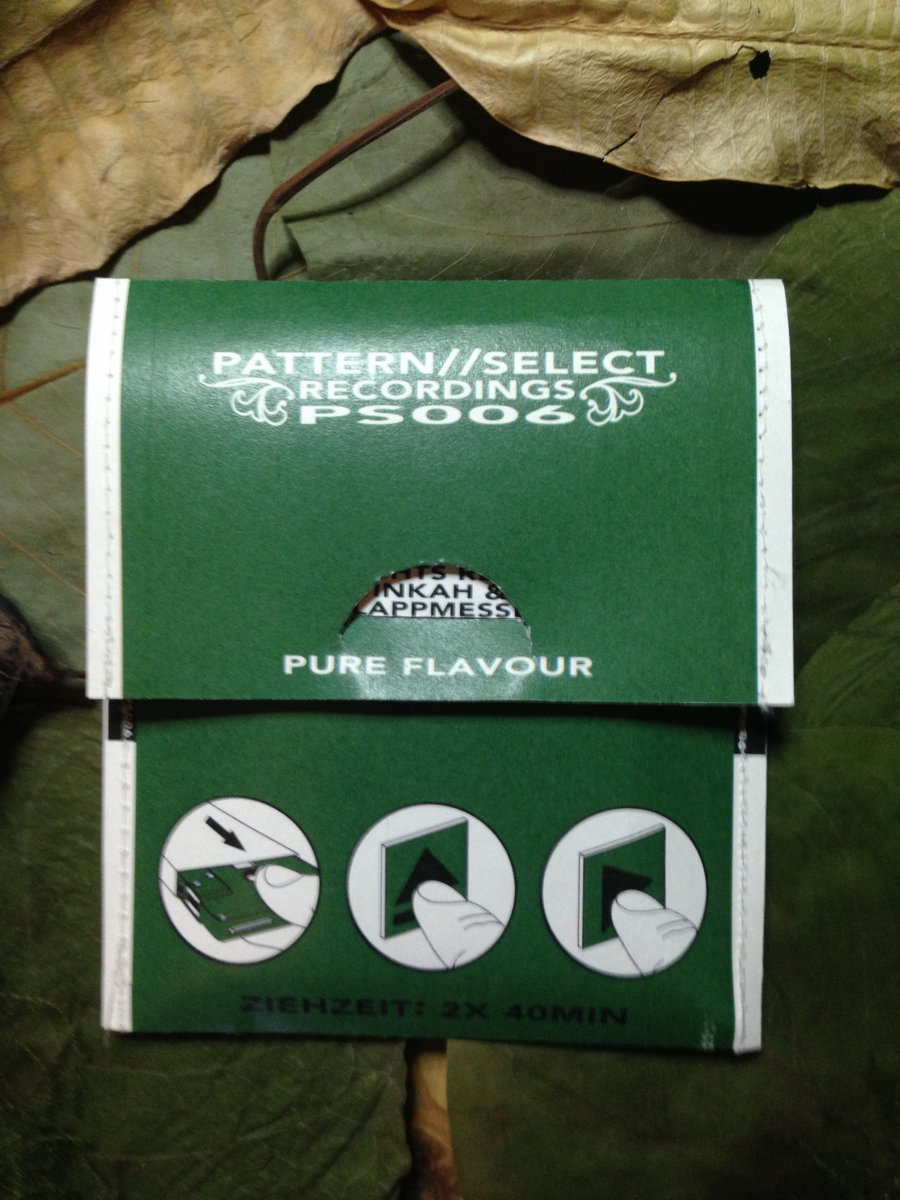 PATTERN//SELECT
RECORDINGS
PS006
INKAH &
APPMESS
PURE FLAVOUR
ZIEHZEIT: 2X 40MIN